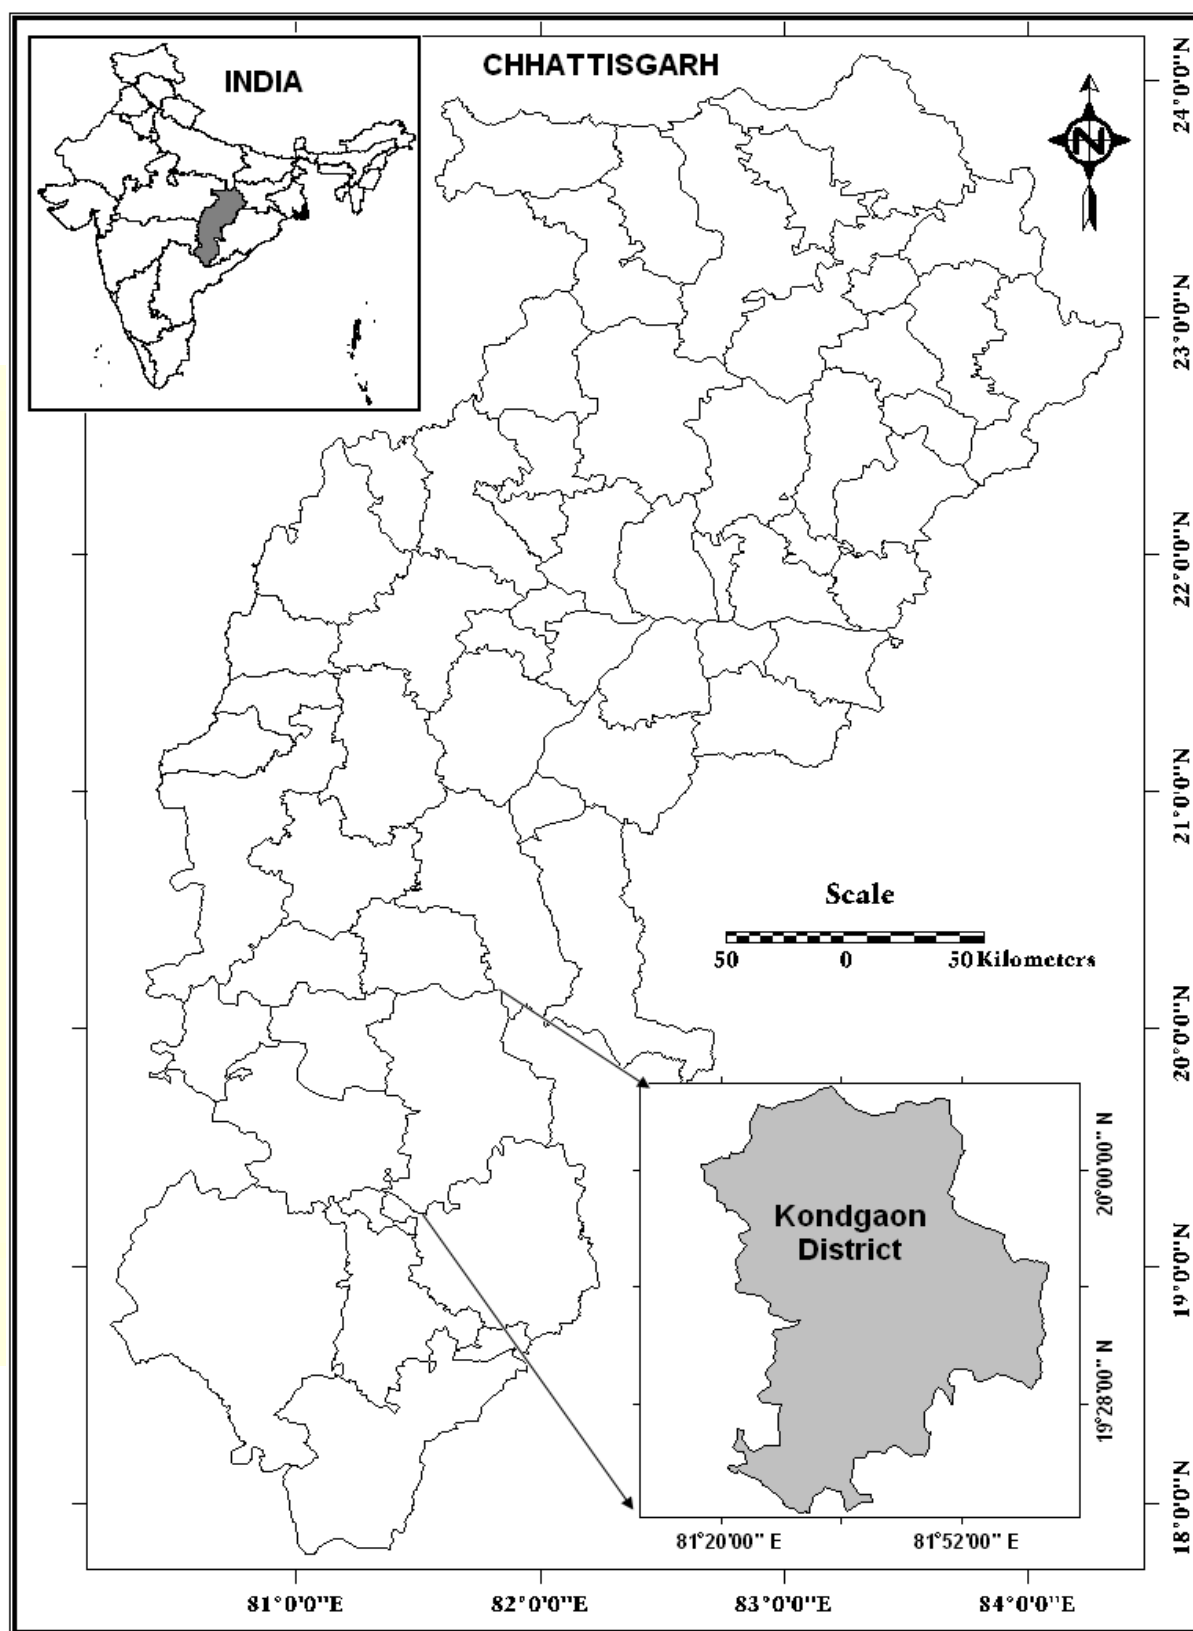 INDIA
CHHATTISGARH
N
24°0'0"N
23°0'0"N
22°0'0"N
21°0'0"N
20°0'0"N
19°0'0"N
18°0'0"N
Scale
50 0 50 Kilometers
Kondgaon
District
20°00'00" N
19°28'00" N
81°20'00" E 81°52'00" E
81°0'0"E 82°0'0"E 83°0'0"E 84°0'0"E